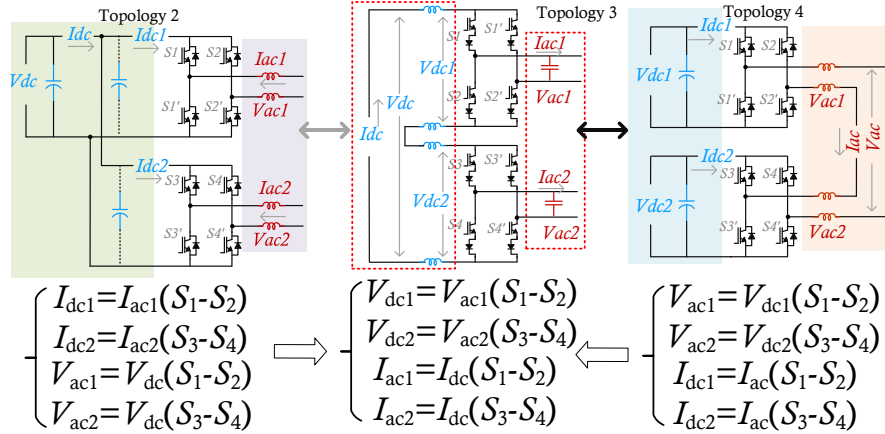 Topology 2
Idc
Idc1
Vdc
S1
S2
S1'
S2'
Iac1
Vac1
Idc2
S3
S4
S3'
S4'
Iac2
Vac2
Topology 3
S1
S1'
Iac1
Vdc1
Vdc
Idc
S2
S2'
Vac1
S3
S3'
Vdc2
Iac2
S4
S4'
Vac2
Topology 4
Idc1
Vdc1
S1
S2
S1'
S2'
Vac1
Iac
Vac
Idc2
Vdc2
S3
S4
S3'
S4'
Vac2
Idc1=Iac1(S1-S2)
Idc2=Iac2(S3-S4)
Vac1=Vdc(S1-S2)
Vac2=Vdc(S3-S4)
Vdc1=Vac1(S1-S2)
Vdc2=Vac2(S3-S4)
Iac1=Idc(S1-S2)
Iac2=Idc(S3-S4)
Vac1=Vdc1(S1-S2)
Vac2=Vdc2(S3-S4)
Idc1=Iac(S1-S2)
Idc2=Iac(S3-S4)